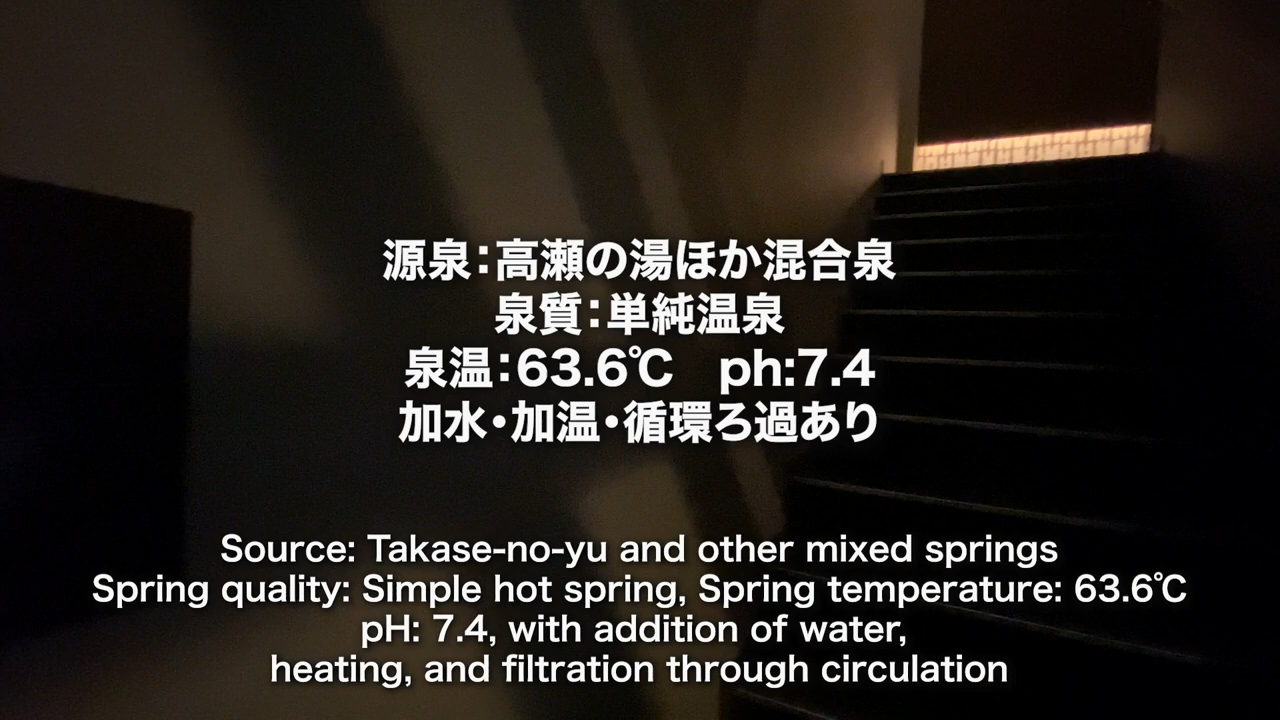 源泉：高瀬の湯ほか混合泉
泉質：単純温泉
泉温：63.6℃　ph:7.4
加水・加温・循環ろ過あり
Source: Takase-no-yu and other mixed springs
Spring quality: Simple hot spring, Spring temperature: 63.6℃
pH: 7.4, with addition of water,
heating, and filtration through circulation